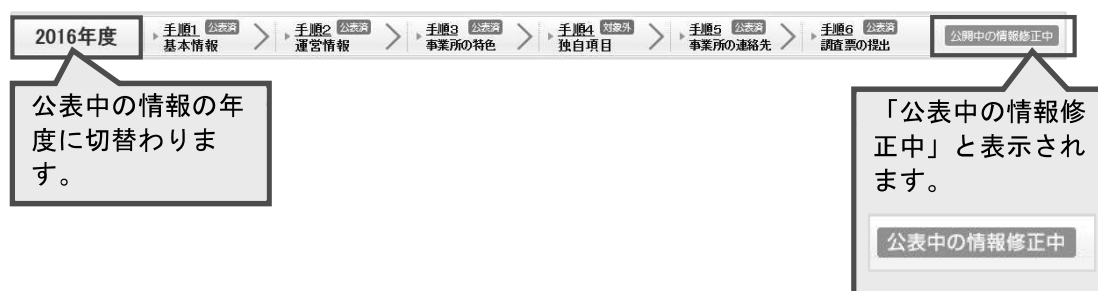 2016年度
手順1 公表済
基本情報
手順2 公表済
運営情報
手順3 公表済
事業所の特色
手順4 対象外
独自項目
手順5 公表済
事業所の連絡先
手順6 公表済
調査票の提出
公開中の情報修正中
公表中の情報の年
度に切替わりま
す。
「公表中の情報修
正中」と表示され
ます。
公表中の情報修正中